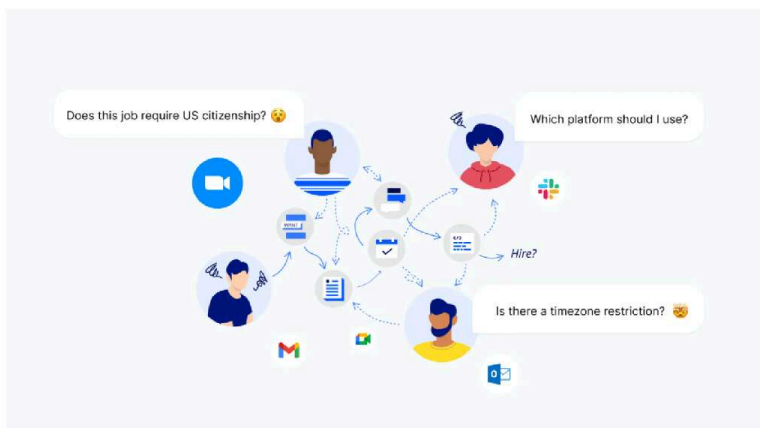 Does this job require US citizenship? 😯
Which platform should I use?
Hire?
Is there a timezone restriction? 🤯